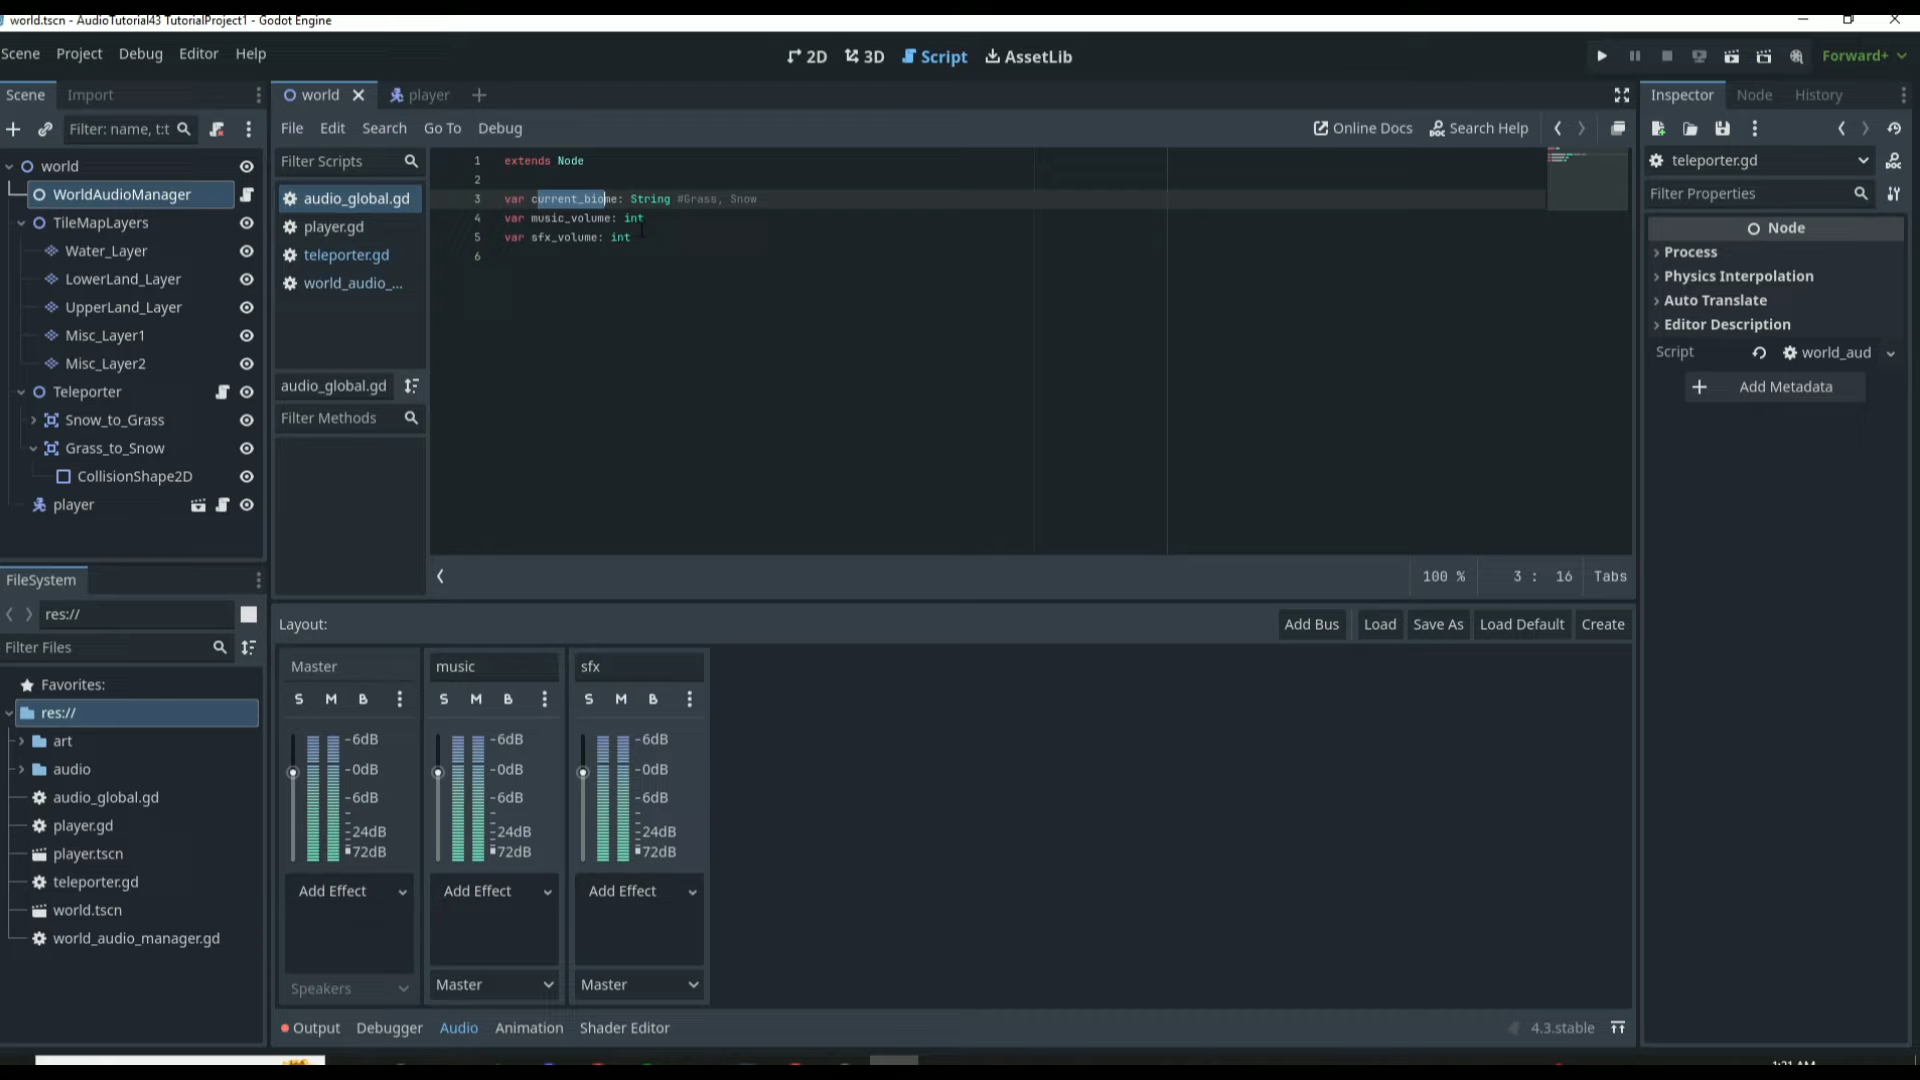 world.tscn - AudioTutorial43 TutorialProject1 - Godot Engine
Scene Project Debug Editor Help
2D 3D Script AssetLib
Forward+
Scene Import
world player
Inspector Node History
Filter: name, t:t
File Edit Search Go To Debug
Online Docs Search Help
teleporter.gd
Filter Properties
Node
Process
Physics Interpolation
Auto Translate
Editor Description
Script world_aud
Add Metadata
world
WorldAudioManager
TileMapLayers
Water_Layer
LowerLand_Layer
UpperLand_Layer
Misc_Layer1
Misc_Layer2
Teleporter
Snow_to_Grass
Grass_to_Snow
CollisionShape2D
player
Filter Scripts
audio_global.gd
player.gd
teleporter.gd
world_audio_...
audio_global.gd
Filter Methods
1 extends Node
2
3 var current_biome: String #Grass, Snow
4 var music_volume: int
5 var sfx_volume: int
6
100 % 3 : 16 Tabs
FileSystem
res://
Filter Files
Favorites:
res://
art
audio
audio_global.gd
player.gd
player.tscn
teleporter.gd
world.tscn
world_audio_manager.gd
Layout:
Add Bus Load Save As Load Default Create
Master music sfx
S M B S M B S M B
-6dB -6dB -6dB
-0dB -0dB -0dB
-6dB -6dB -6dB
-24dB -24dB -24dB
-72dB -72dB -72dB
Add Effect Add Effect Add Effect
Speakers Master Master
Output Debugger Audio Animation Shader Editor
4.3.stable